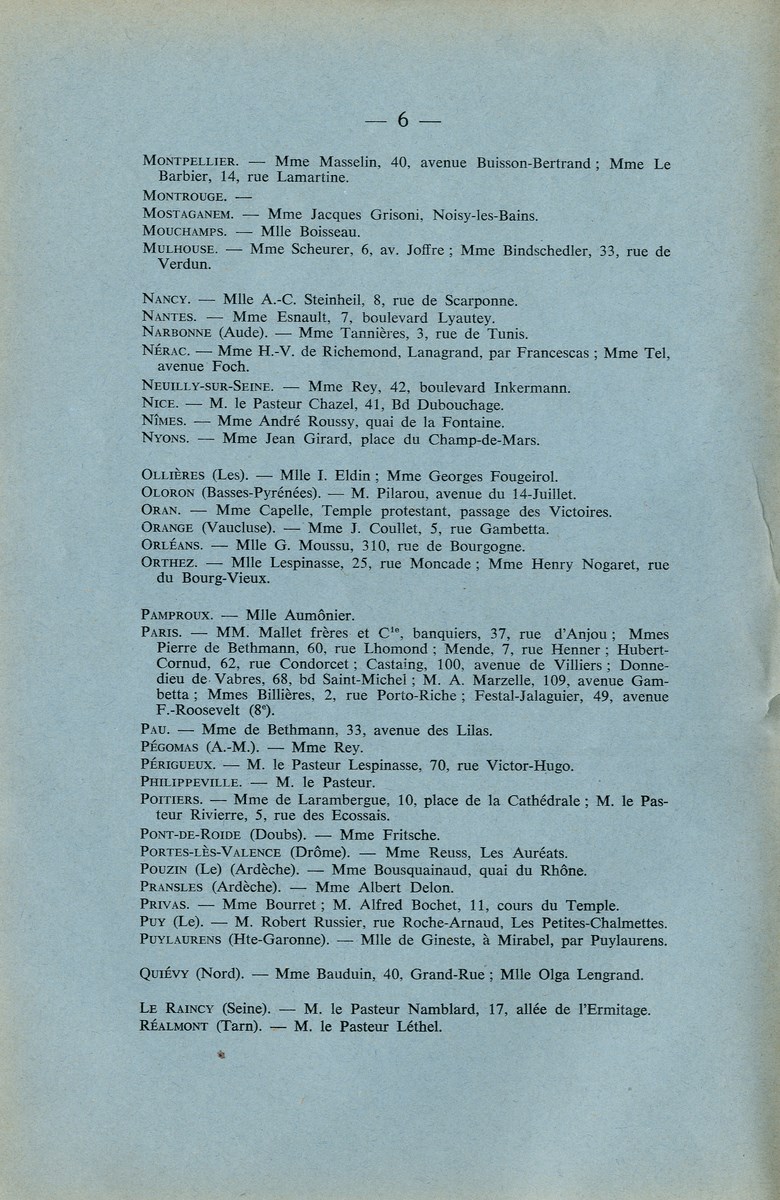 — 6 —
MONTPELLIER. — Mme Masselin, 40, avenue Buisson-Bertrand ; Mme Le
Barbier, 14, rue Lamartine.
MONTROUGE. —
MOSTAGANEM. — Mme Jacques Grisoni, Noisy-les-Bains.
MOUCHAMPS. — Mlle Boisseau.
MULHOUSE. — Mme Scheurer, 6, av. Joffre ; Mme Bindschedler, 33, rue de
Verdun.
NANCY. — Mlle A.-C. Steinheil, 8, rue de Scarponne.
NANTES. — Mme Esnault, 7, boulevard Lyautey.
NARBONNE (Aude). — Mme Tannières, 3, rue de Tunis.
NÉRAC. — Mme H.-V. de Richemond, Lanagrand, par Francescas ; Mme Tel,
avenue Foch.
NEUILLY-SUR-SEINE. — Mme Rey, 42, boulevard Inkermann.
NICE. — M. le Pasteur Chazel, 41, Bd Dubouchage.
NÎMES. — Mme André Roussy, quai de la Fontaine.
NYONS. — Mme Jean Girard, place du Champ-de-Mars.
OLLIÈRES (Les). — Mlle I. Eldin ; Mme Georges Fougeirol.
OLORON (Basses-Pyrénées). — M. Pilarou, avenue du 14-Juillet.
ORAN. — Mme Capelle, Temple protestant, passage des Victoires.
ORANGE (Vaucluse). — Mme J. Coullet, 5, rue Gambetta.
ORLÉANS. — Mlle G. Moussu, 310, rue de Bourgogne.
ORTHEZ. — Mlle Lespinasse, 25, rue Moncade ; Mme Henry Nogaret, rue
du Bourg-Vieux.
PAMPROUX. — Mlle Aumônier.
PARIS. — MM. Mallet frères et Cie, banquiers, 37, rue d'Anjou ; Mmes
Pierre de Bethmann, 60, rue Lhomond ; Mende, 7, rue Henner ; Hubert-
Cornud, 62, rue Condorcet ; Castaing, 100, avenue de Villiers ; Donne-
dieu de Vabres, 68, bd Saint-Michel ; M. A. Marzelle, 109, avenue Gam-
betta ; Mmes Billières, 2, rue Porto-Riche ; Festal-Jalaguier, 49, avenue
F.-Roosevelt (8e).
PAU. — Mme de Bethmann, 33, avenue des Lilas.
PÉGOMAS (A.-M.). — Mme Rey.
PÉRIGUEUX. — M. le Pasteur Lespinasse, 70, rue Victor-Hugo.
PHILIPPEVILLE. — M. le Pasteur.
POITIERS. — Mme de Larambergue, 10, place de la Cathédrale ; M. le Pas-
teur Rivierre, 5, rue des Ecossais.
PONT-DE-ROIDE (Doubs). — Mme Fritsche.
PORTES-LÈS-VALENCE (Drôme). — Mme Reuss, Les Auréats.
POUZIN (Le) (Ardèche). — Mme Bousquainaud, quai du Rhône.
PRANSLES (Ardèche). — Mme Albert Delon.
PRIVAS. — Mme Bourret ; M. Alfred Bochet, 11, cours du Temple.
PUY (Le). — M. Robert Russier, rue Roche-Arnaud, Les Petites-Chalmettes.
PUYLAURENS (Hte-Garonne). — Mlle de Gineste, à Mirabel, par Puylaurens.
QUIÉVY (Nord). — Mme Bauduin, 40, Grand-Rue ; Mlle Olga Lengrand.
LE RAINCY (Seine). — M. le Pasteur Namblard, 17, allée de l'Ermitage.
RÉALMONT (Tarn). — M. le Pasteur Léthel.